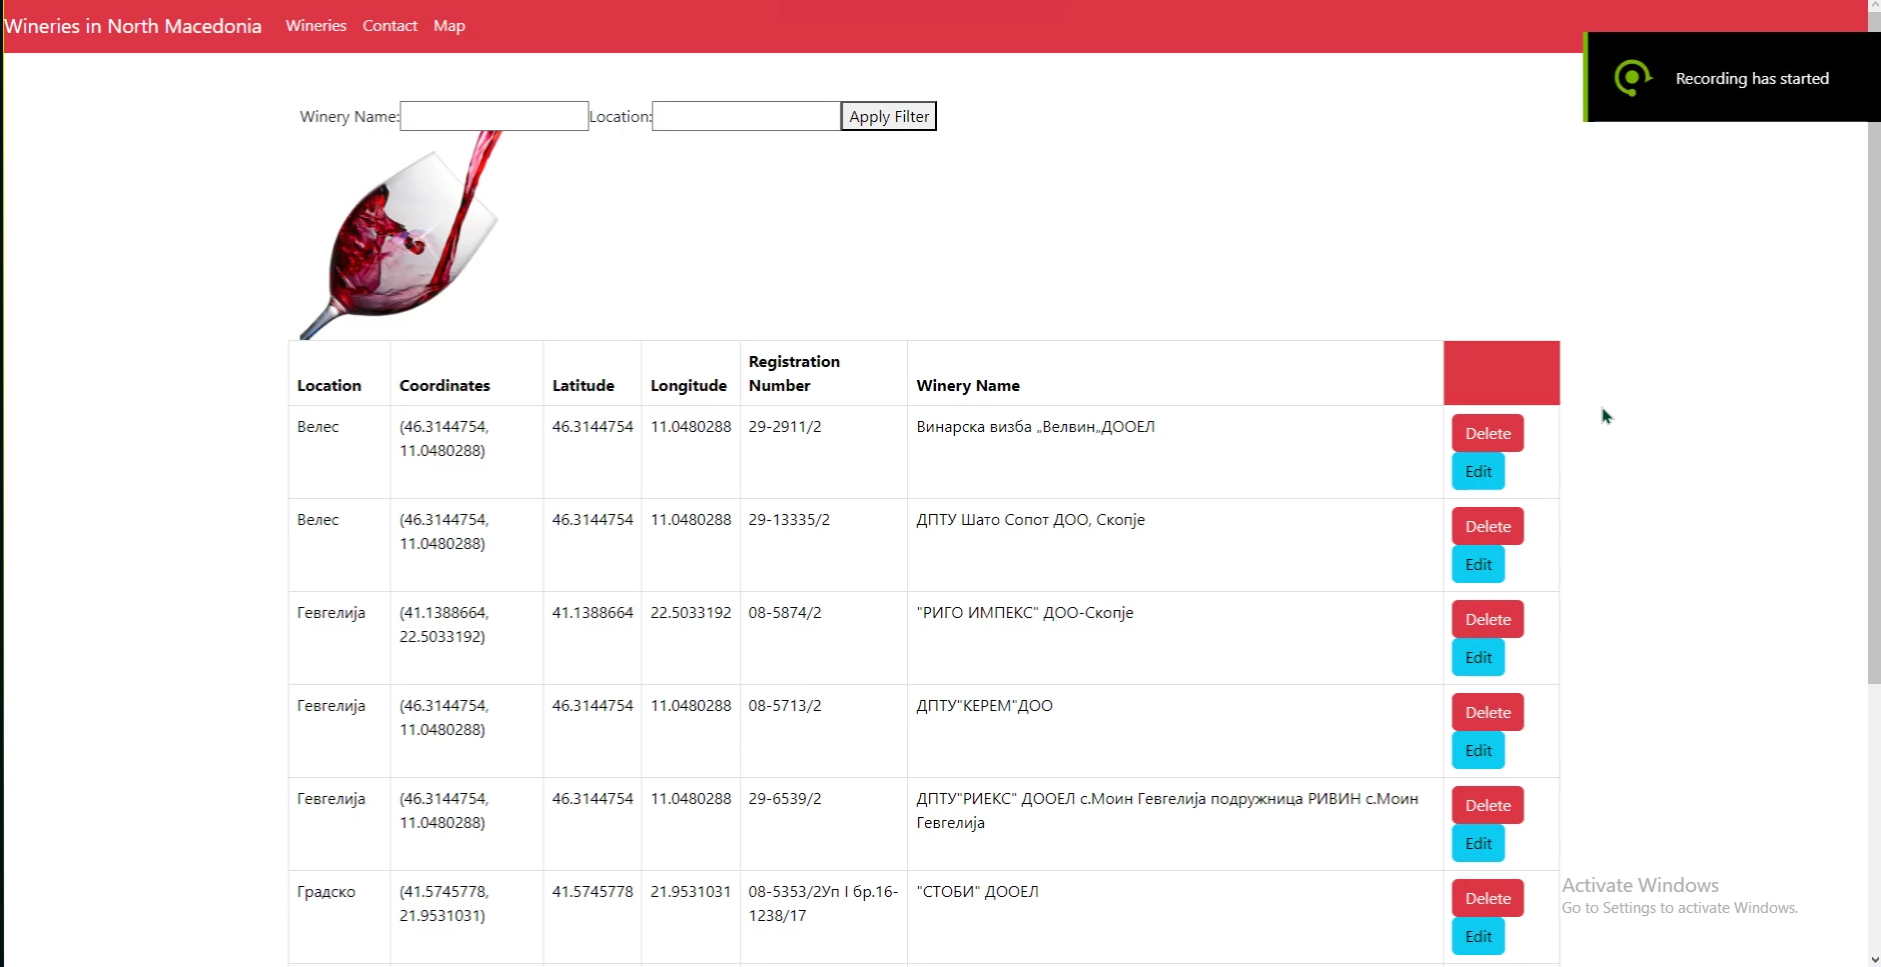 Wineries in North Macedonia Wineries Contact Map
Recording has started
Winery Name: Location: Apply Filter
Location Coordinates Latitude Longitude Registration Number Winery Name
Велес (46.3144754, 11.0480288) 46.3144754 11.0480288 29-2911/2 Винарска визба „Велвин„ДООЕЛ Delete
Edit
Велес (46.3144754, 11.0480288) 46.3144754 11.0480288 29-13335/2 ДПТУ Шато Сопот ДОО, Скопје Delete
Edit
Гевгелија (41.1388664, 22.5033192) 41.1388664 22.5033192 08-5874/2 "РИГО ИМПЕКС" ДОО-Скопје Delete
Edit
Гевгелија (46.3144754, 11.0480288) 46.3144754 11.0480288 08-5713/2 ДПТУ"КЕРЕМ"ДОО Delete
Edit
Гевгелија (46.3144754, 11.0480288) 46.3144754 11.0480288 29-6539/2 ДПТУ"РИЕКС" ДООЕЛ с.Моин Гевгелија подружница РИВИН с.Моин Гевгелија Delete
Edit
Градско (41.5745778, 21.9531031) 41.5745778 21.9531031 08-5353/2Уп I бр.16-1238/17 "СТОБИ" ДООЕЛ Delete
Edit
Activate Windows
Go to Settings to activate Windows.